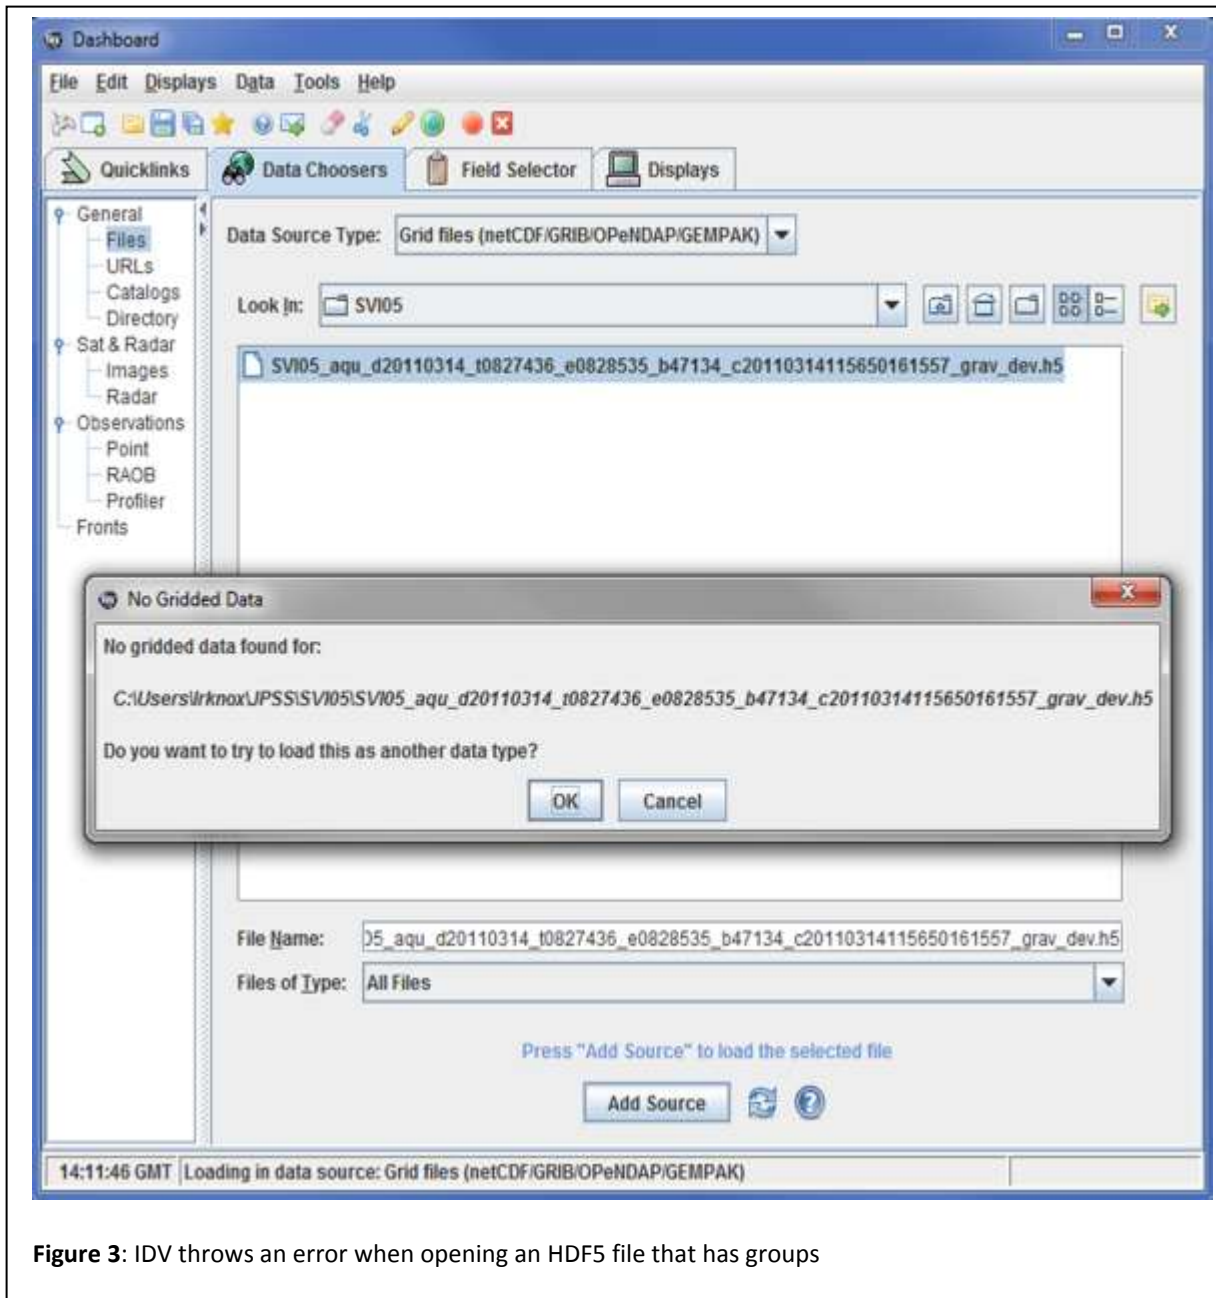 Dashboard
File Edit Displays Data Tools Help
Quicklinks Data Choosers Field Selector Displays
General
Files
URLs
Catalogs
Directory
Sat & Radar
Images
Radar
Observations
Point
RAOB
Profiler
Fronts
Data Source Type: Grid files (netCDF/GRIB/OPeNDAP/GEMPAK)
Look In: SVI05
SVI05_aqu_d20110314_t0827436_e0828535_b47134_c20110314115650161557_grav_dev.h5
No Gridded Data
No gridded data found for:
C:\Users\lrknox\JPSS\SVI05\SVI05_aqu_d20110314_t0827436_e0828535_b47134_c20110314115650161557_grav_dev.h5
Do you want to try to load this as another data type?
OK Cancel
File Name: 05_aqu_d20110314_t0827436_e0828535_b47134_c20110314115650161557_grav_dev.h5
Files of Type: All Files
Press "Add Source" to load the selected file
Add Source
14:11:46 GMT Loading in data source: Grid files (netCDF/GRIB/OPeNDAP/GEMPAK)
Figure 3: IDV throws an error when opening an HDF5 file that has groups